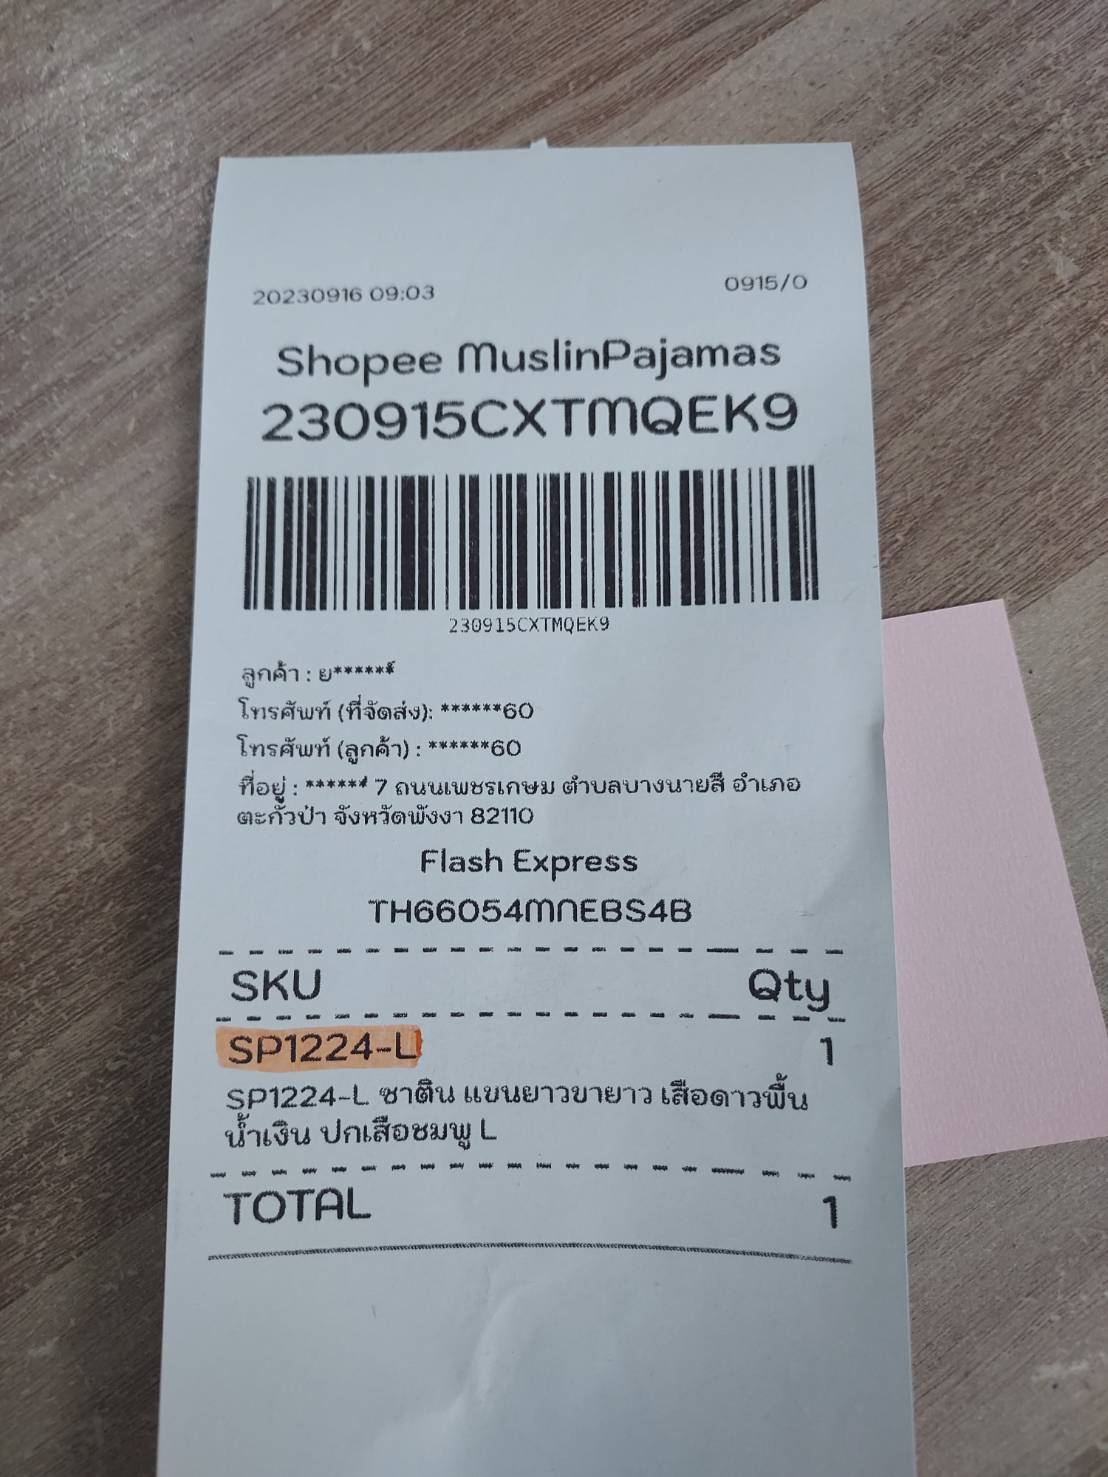 20230916 09:03 0915/0
Shopee MuslinPajamas
230915CXTMQEK9
230915CXTMQEK9
ลูกค้า : ย*****์
โทรศัพท์ (ที่จัดส่ง): ******60
โทรศัพท์ (ลูกค้า) : ******60
ที่อยู่ : ****** 7 ถนนเพชรเกษม ตำบลบางนายสี อำเภอ
ตะกั่วป่า จังหวัดพังงา 82110
Flash Express
TH66054MNEBS4B
SKU Qty
SP1224-L 1
SP1224-L ซาติน แขนยาวขายาว เสือดาวพื้น
น้ำเงิน ปกเสือชมพู L
TOTAL 1